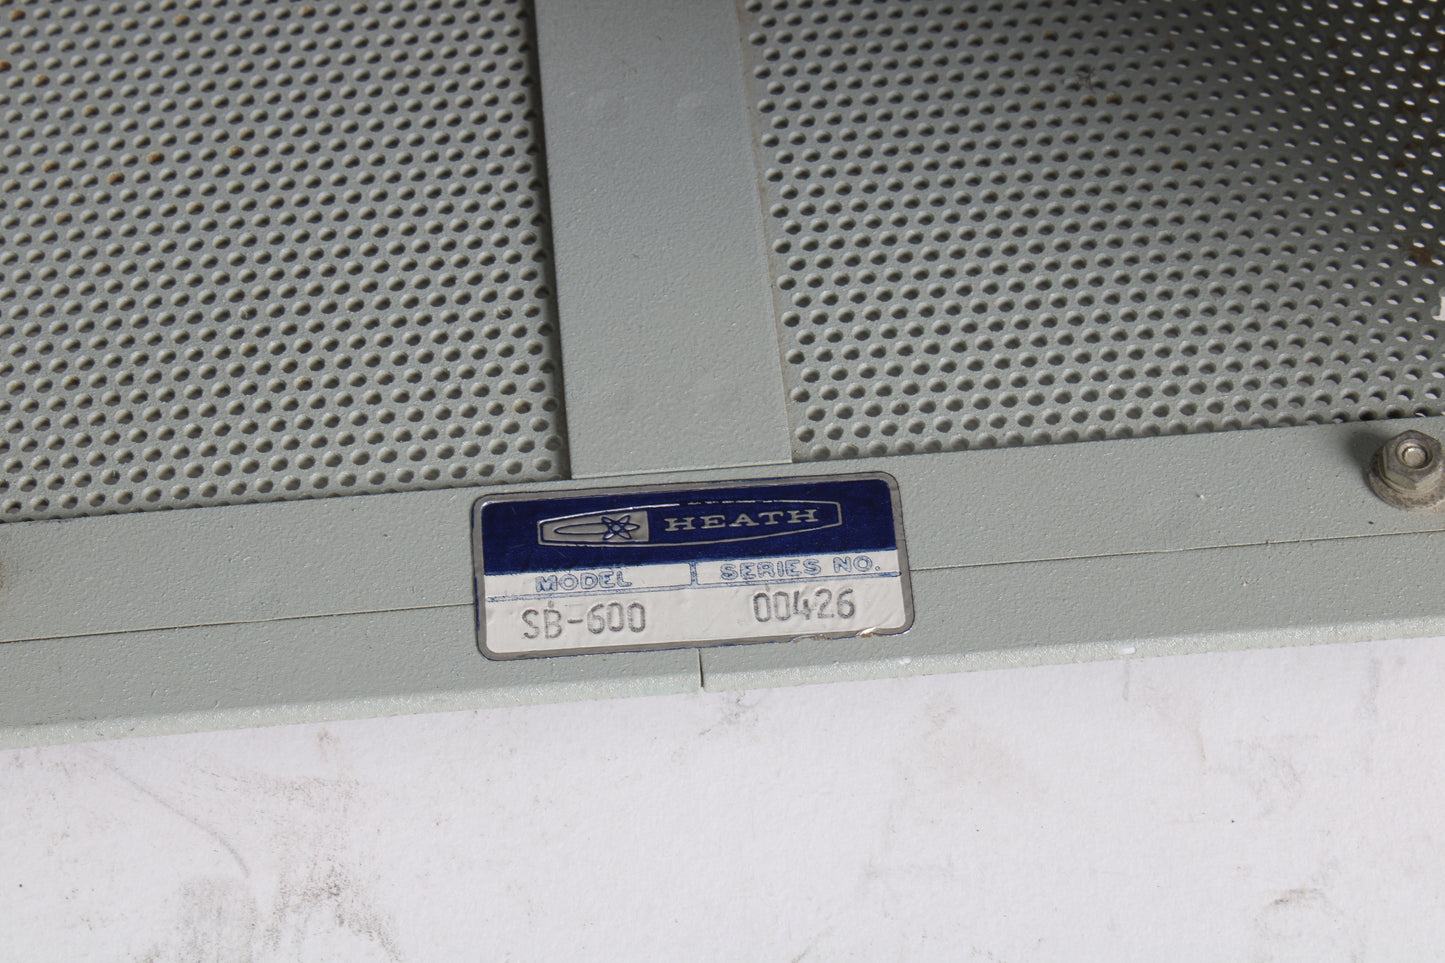 HEATH
MODEL SERIES NO.
SB-600 00426